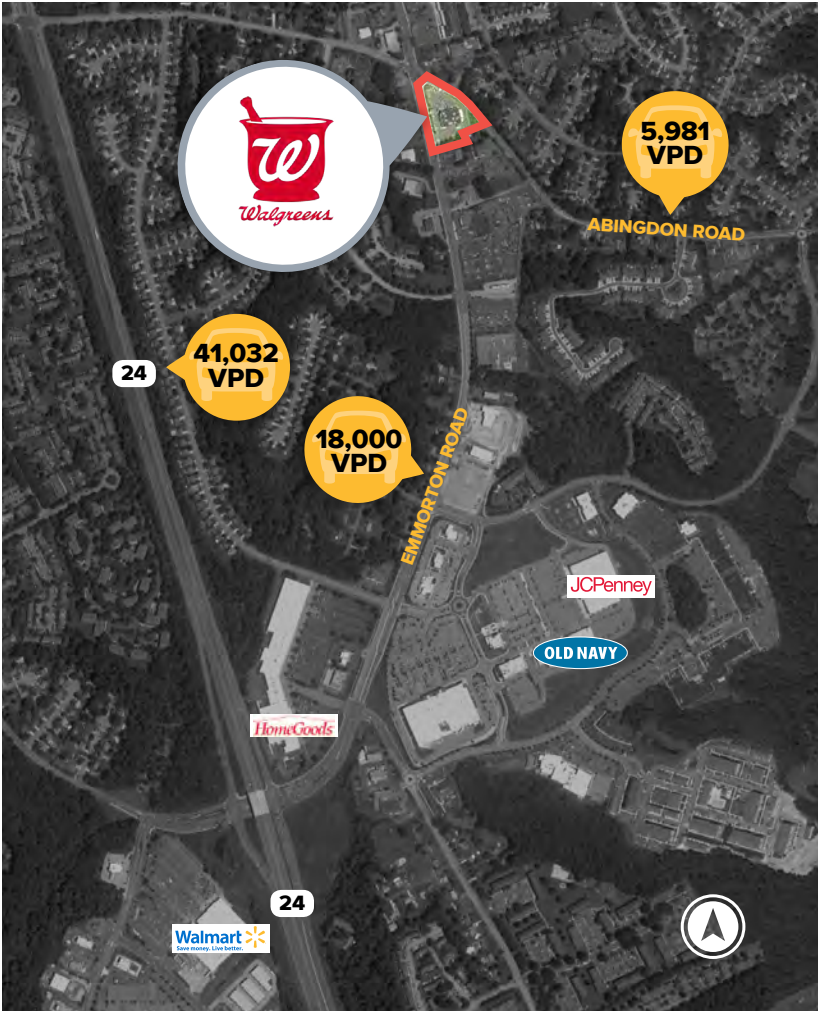 5,981
VPD
W
Walgreens
ABINGDON ROAD
41,032
VPD
24
18,000
VPD
EMMORTON ROAD
JCPenney
OLD NAVY
HomeGoods
24
Walmart
Save money. Live better.